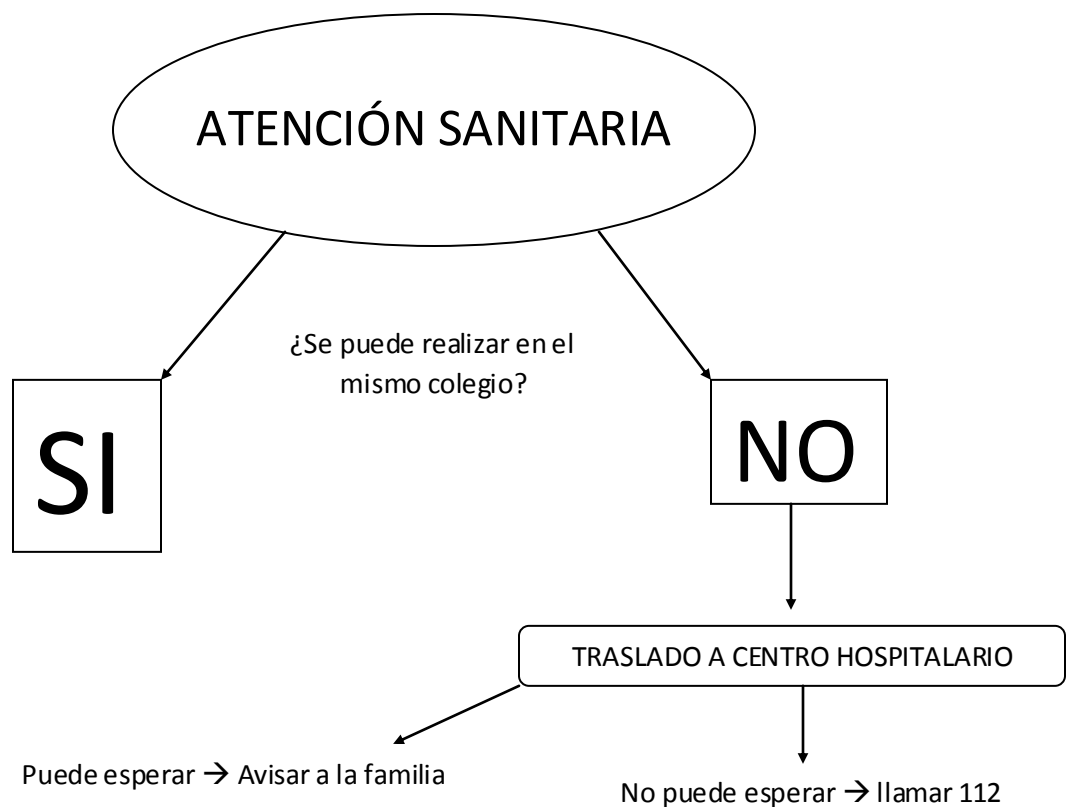 ATENCIÓN SANITARIA
¿Se puede realizar en el
mismo colegio?
SI
NO
TRASLADO A CENTRO HOSPITALARIO
Puede esperar → Avisar a la familia
No puede esperar → llamar 112